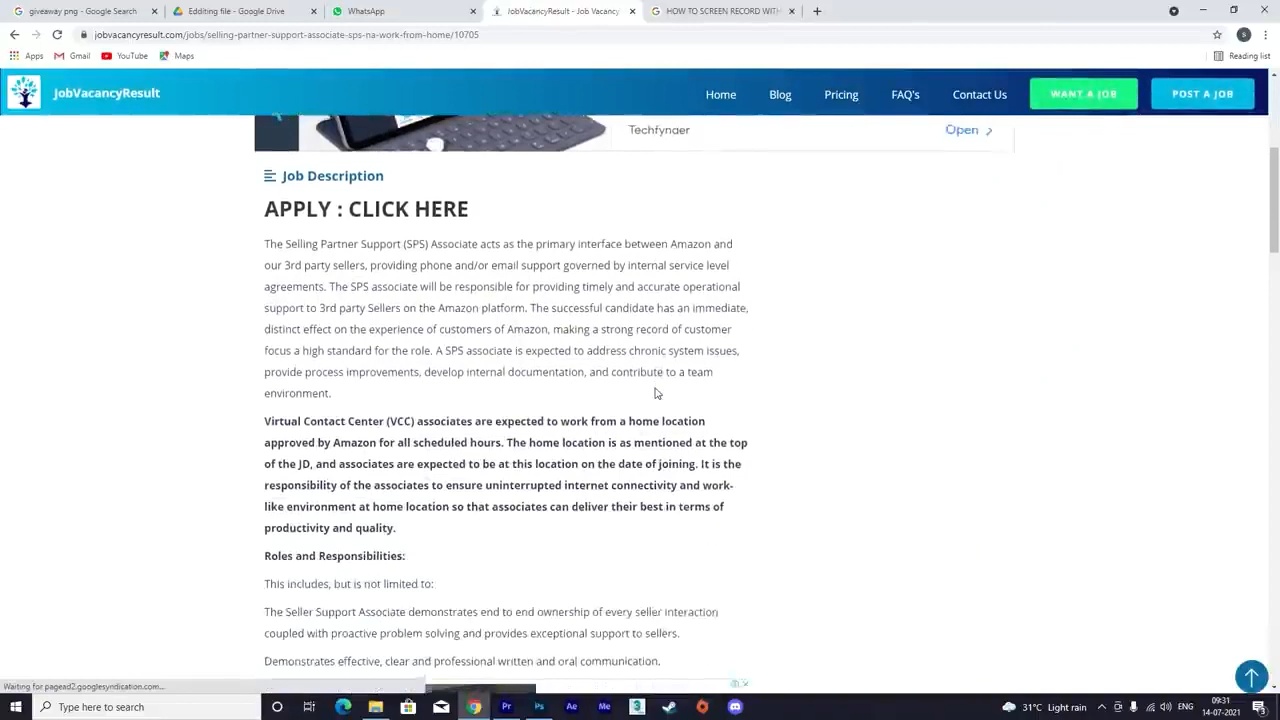 giveaway png - Google Search
Editing file - Google Drive
WhatsApp
JobVacancyResult - Job Vacancy
HOW TO SCREEN RECORD WITH
jobvacancyresult.com/jobs/selling-partner-support-associate-sps-na-work-from-home/10705
S
Apps
Gmail
YouTube
Maps
Reading list
JobVacancyResult
Home
Blog
Pricing
FAQ's
Contact Us
WANT A JOB
POST A JOB
Techfynder
Open
Job Description
APPLY : CLICK HERE
The Selling Partner Support (SPS) Associate acts as the primary interface between Amazon and
our 3rd party sellers, providing phone and/or email support governed by internal service level
agreements. The SPS associate will be responsible for providing timely and accurate operational
support to 3rd party Sellers on the Amazon platform. The successful candidate has an immediate,
distinct effect on the experience of customers of Amazon, making a strong record of customer
focus a high standard for the role. A SPS associate is expected to address chronic system issues,
provide process improvements, develop internal documentation, and contribute to a team
environment.
Virtual Contact Center (VCC) associates are expected to work from a home location
approved by Amazon for all scheduled hours. The home location is as mentioned at the top
of the JD, and associates are expected to be at this location on the date of joining. It is the
responsibility of the associates to ensure uninterrupted internet connectivity and work-
like environment at home location so that associates can deliver their best in terms of
productivity and quality.
Roles and Responsibilities:
This includes, but is not limited to:
The Seller Support Associate demonstrates end to end ownership of every seller interaction
coupled with proactive problem solving and provides exceptional support to sellers.
Demonstrates effective, clear and professional written and oral communication.
Waiting for pagead2.googlesyndication.com...
Type here to search
Pr
Ps
Ae
Me
3
31°C Light rain
ENG
09:31
14-07-2021